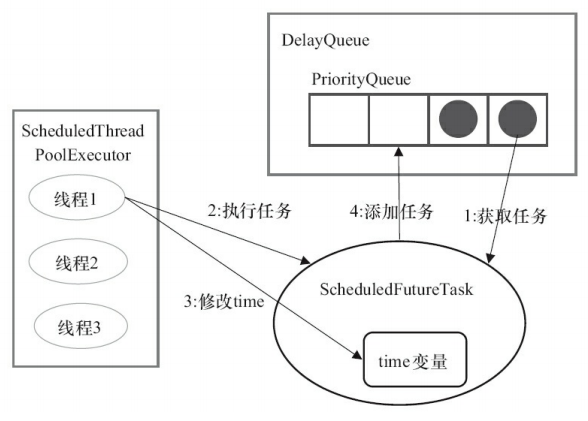 DelayQueue
PriorityQueue
ScheduledThread
PoolExecutor
线程1
线程2
线程3
2:执行任务
4:添加任务
1:获取任务
3:修改time
ScheduledFutureTask
time变量